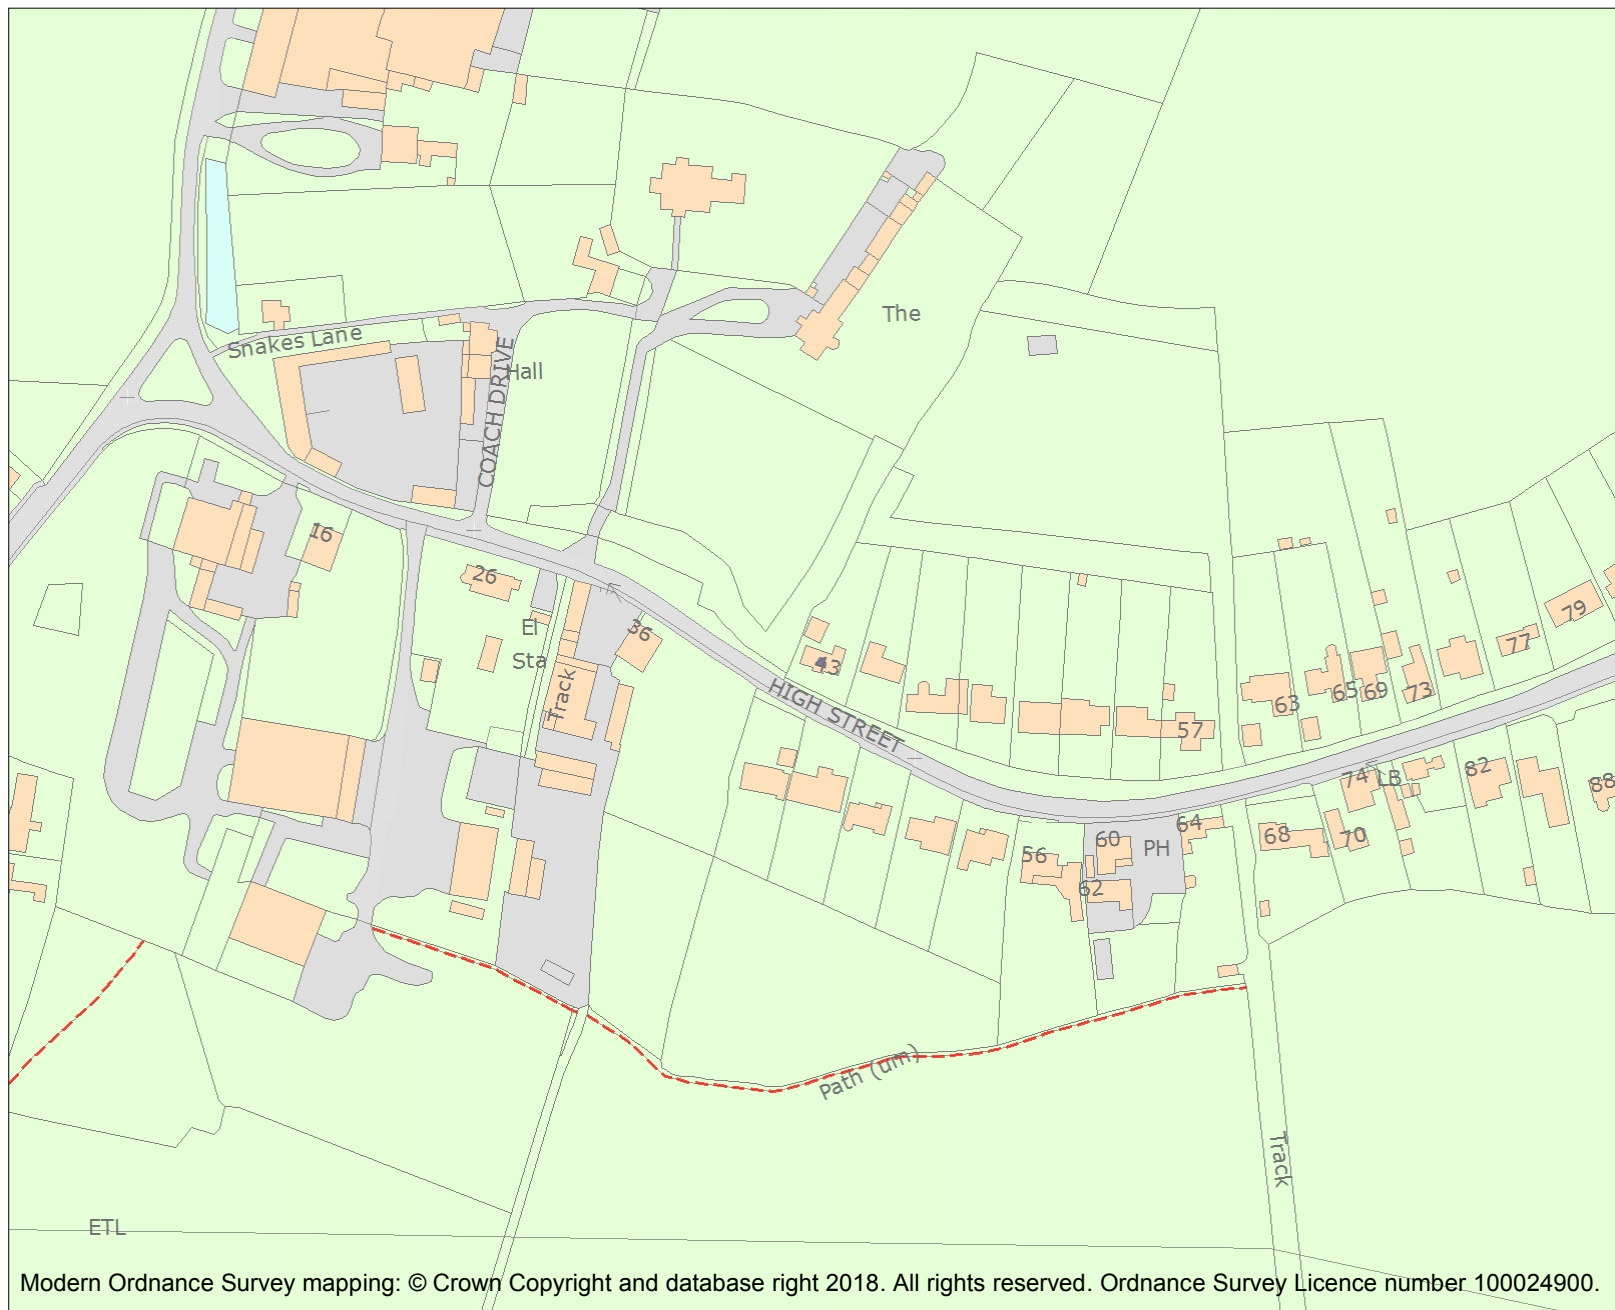 The
Snakes Lane
Hall
COACH DRIVE
16
26
El
Sta
36
Track
43
HIGH STREET
57
63
65
69
73
77
79
74
LB
82
88
56
60
62
PH
64
68
70
Path (um)
Track
ETL
Modern Ordnance Survey mapping: © Crown Copyright and database right 2018. All rights reserved. Ordnance Survey Licence number 100024900.